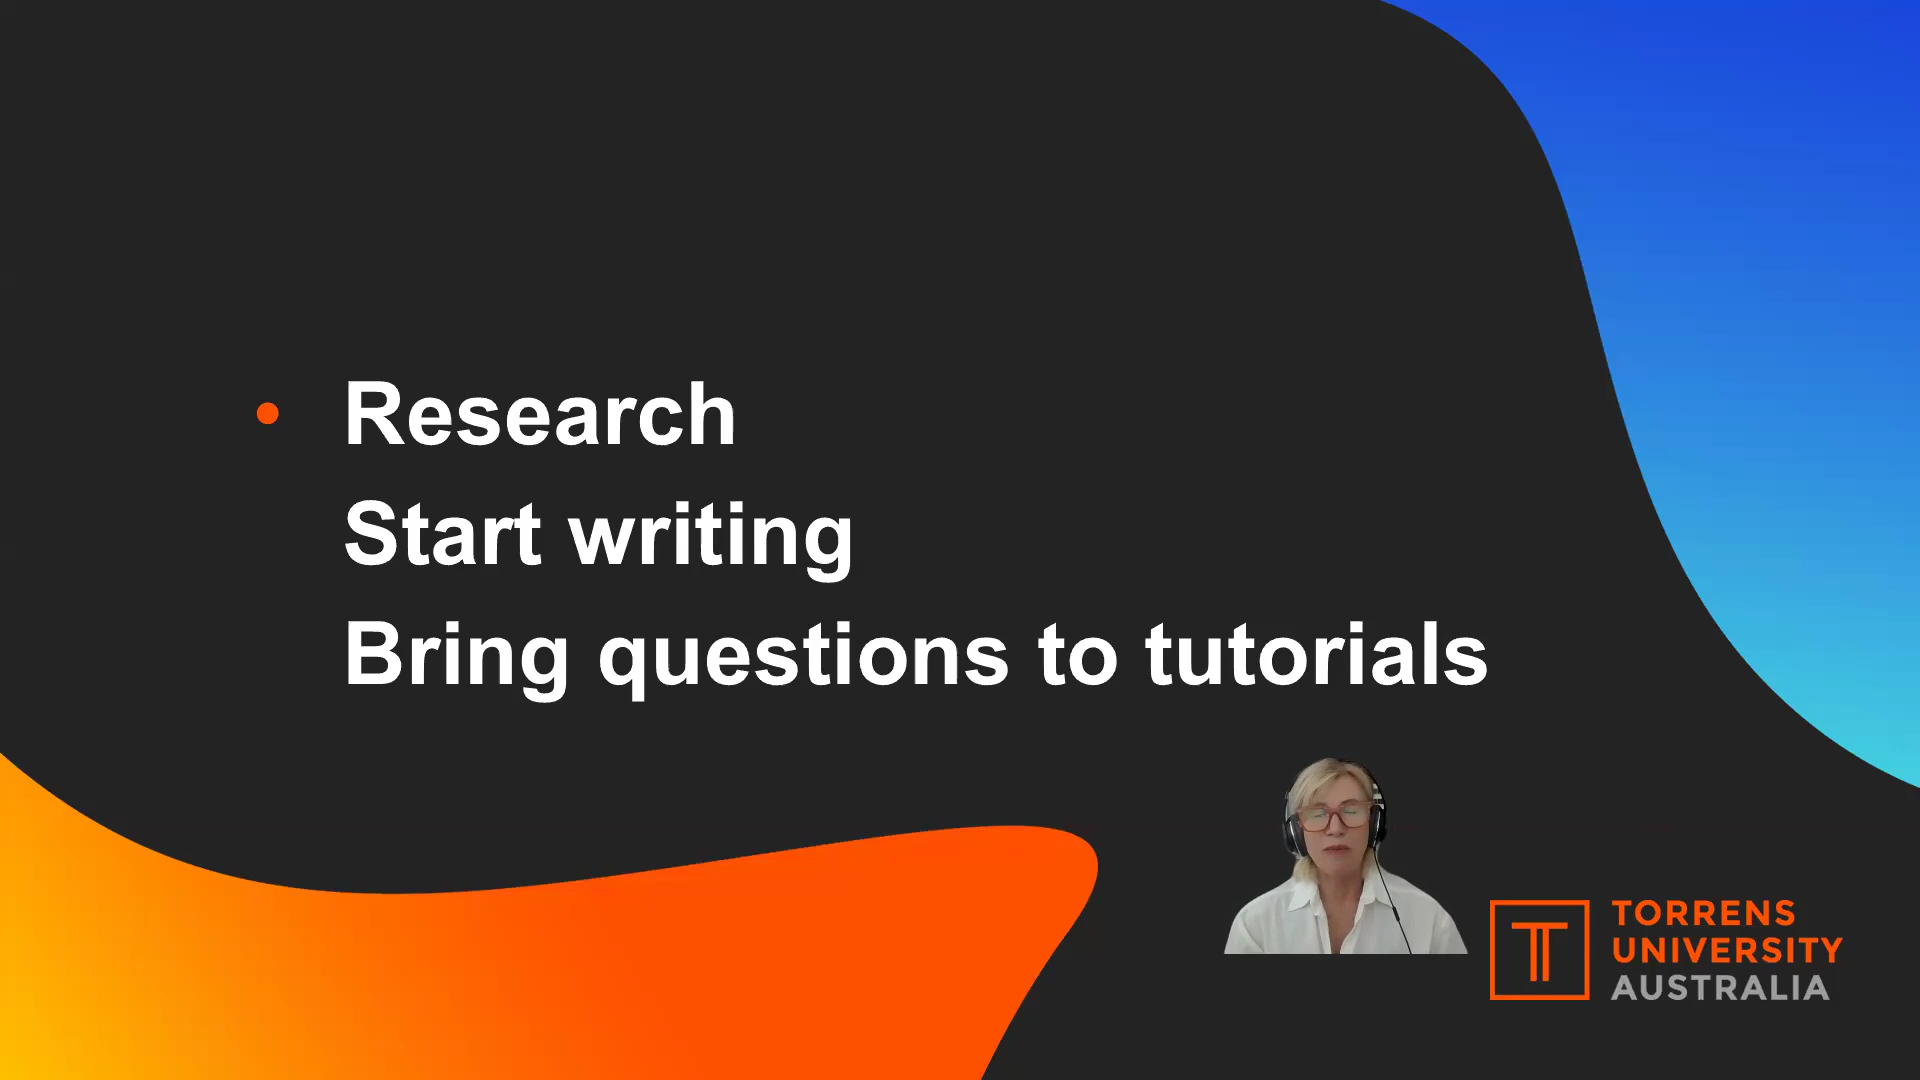 • Research
Start writing
Bring questions to tutorials
TORRENS
UNIVERSITY
AUSTRALIA